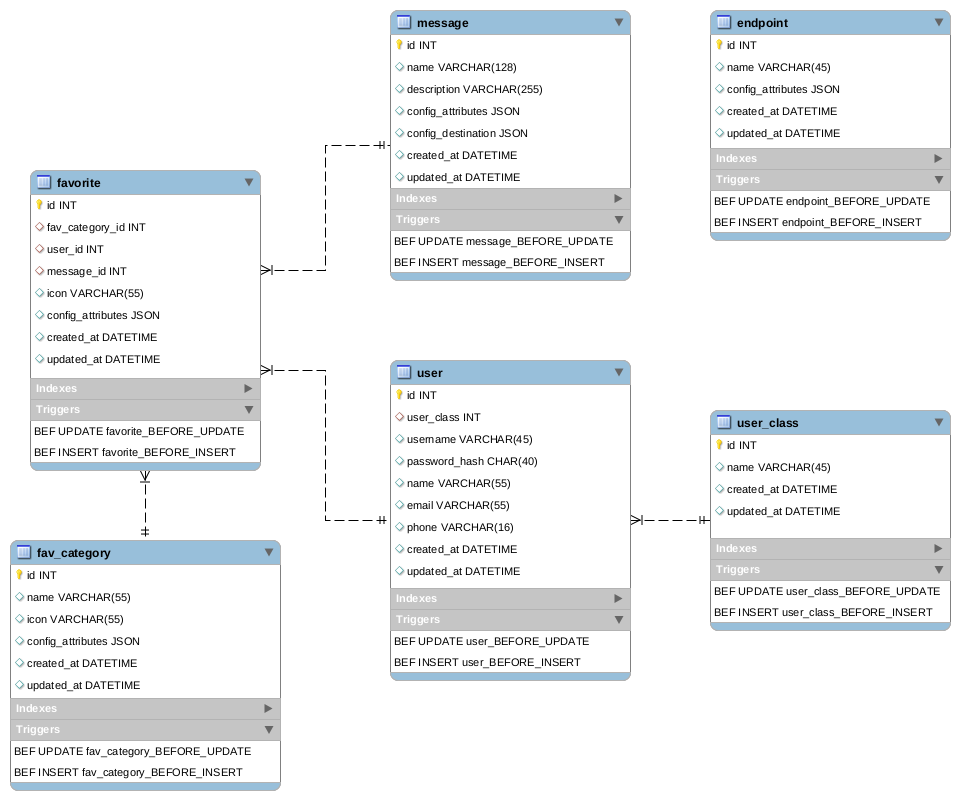 message
id INT
name VARCHAR(128)
description VARCHAR(255)
config_attributes JSON
config_destination JSON
created_at DATETIME
updated_at DATETIME
Indexes
Triggers
BEF UPDATE message_BEFORE_UPDATE
BEF INSERT message_BEFORE_INSERT
endpoint
id INT
name VARCHAR(45)
config_attributes JSON
created_at DATETIME
updated_at DATETIME
Indexes
Triggers
BEF UPDATE endpoint_BEFORE_UPDATE
BEF INSERT endpoint_BEFORE_INSERT
favorite
id INT
fav_category_id INT
user_id INT
message_id INT
icon VARCHAR(55)
config_attributes JSON
created_at DATETIME
updated_at DATETIME
Indexes
Triggers
BEF UPDATE favorite_BEFORE_UPDATE
BEF INSERT favorite_BEFORE_INSERT
user
id INT
user_class INT
username VARCHAR(45)
password_hash CHAR(40)
name VARCHAR(55)
email VARCHAR(55)
phone VARCHAR(16)
created_at DATETIME
updated_at DATETIME
Indexes
Triggers
BEF UPDATE user_BEFORE_UPDATE
BEF INSERT user_BEFORE_INSERT
user_class
id INT
name VARCHAR(45)
created_at DATETIME
updated_at DATETIME
Indexes
Triggers
BEF UPDATE user_class_BEFORE_UPDATE
BEF INSERT user_class_BEFORE_INSERT
fav_category
id INT
name VARCHAR(55)
icon VARCHAR(55)
config_attributes JSON
created_at DATETIME
updated_at DATETIME
Indexes
Triggers
BEF UPDATE fav_category_BEFORE_UPDATE
BEF INSERT fav_category_BEFORE_INSERT